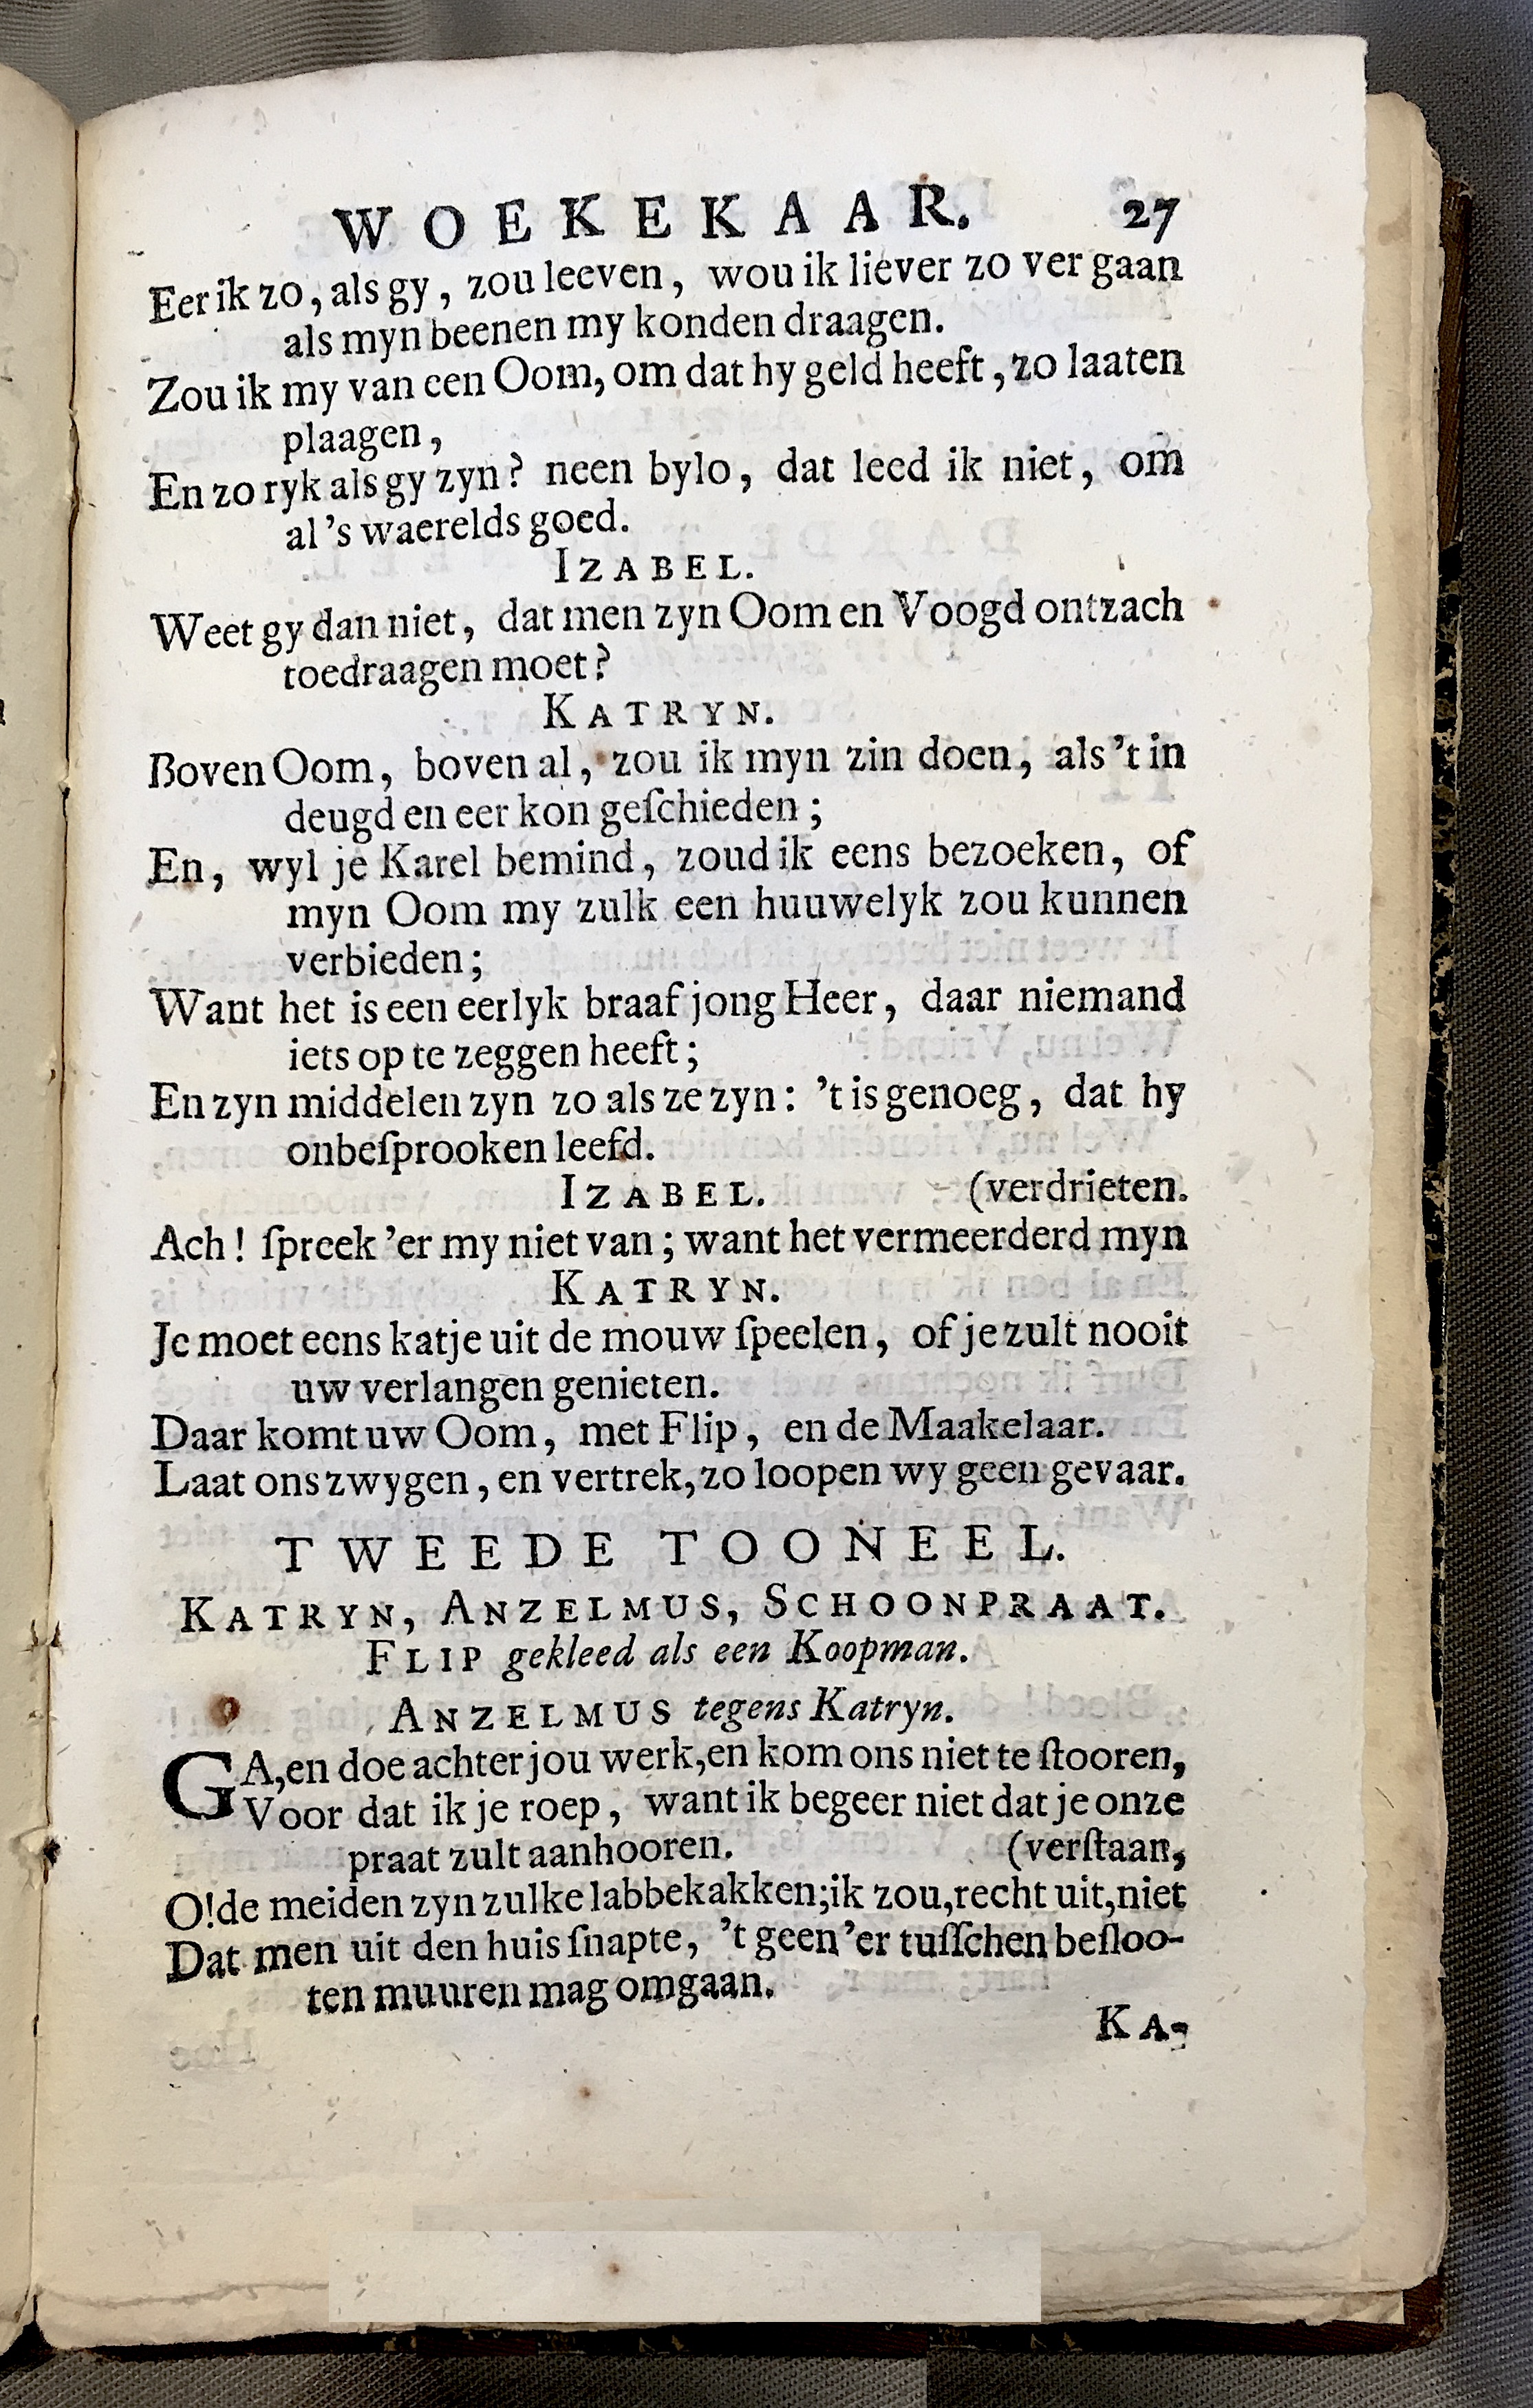 WOEKEKAAR. 27
Eer ik zo, als gy, zou leeven, wou ik liever zo ver gaan
als myn beenen my konden draagen.
Zou ik my van een Oom, om dat hy geld heeft, zo laaten
plaagen,
En zo ryk als gy zyn? neen bylo, dat leed ik niet, om
al 's waerelds goed.
IZABEL.
Weet gy dan niet, dat men zyn Oom en Voogd ontzach
toedraagen moet?
KATRYN.
Boven Oom, boven al, zou ik myn zin doen, als 't in
deugd en eer kon geſchieden;
En, wyl je Karel bemind, zoud ik eens bezoeken, of
myn Oom my zulk een huuwelyk zou kunnen
verbieden;
Want het is een eerlyk braaf jong Heer, daar niemand
iets op te zeggen heeft;
En zyn middelen zyn zo als ze zyn: 't is genoeg, dat hy
onbeſprooken leefd.
IZABEL. (verdrieten.
Ach! ſpreek 'er my niet van; want het vermeerderd myn
KATRYN.
Je moet eens katje uit de mouw ſpeelen, of je zult nooit
uw verlangen genieten.
Daar komt uw Oom, met Flip, en de Maakelaar.
Laat ons zwygen, en vertrek, zo loopen wy geen gevaar.
TWEEDE TOONEEL.
KATRYN, ANZELMUS, SCHOONPRAAT.
FLIP gekleed als een Koopman.
ANZELMUS tegens Katryn.
GA, en doe achter jou werk, en kom ons niet te ſtooren,
Voor dat ik je roep, want ik begeer niet dat je onze
praat zult aanhooren. (verſtaan,
O! de meiden zyn zulke labbekakken; ik zou, recht uit, niet
Dat men uit den huis ſnapte, 't geen 'er tuſſchen beſloo-
ten muuren mag omgaan.
KA-